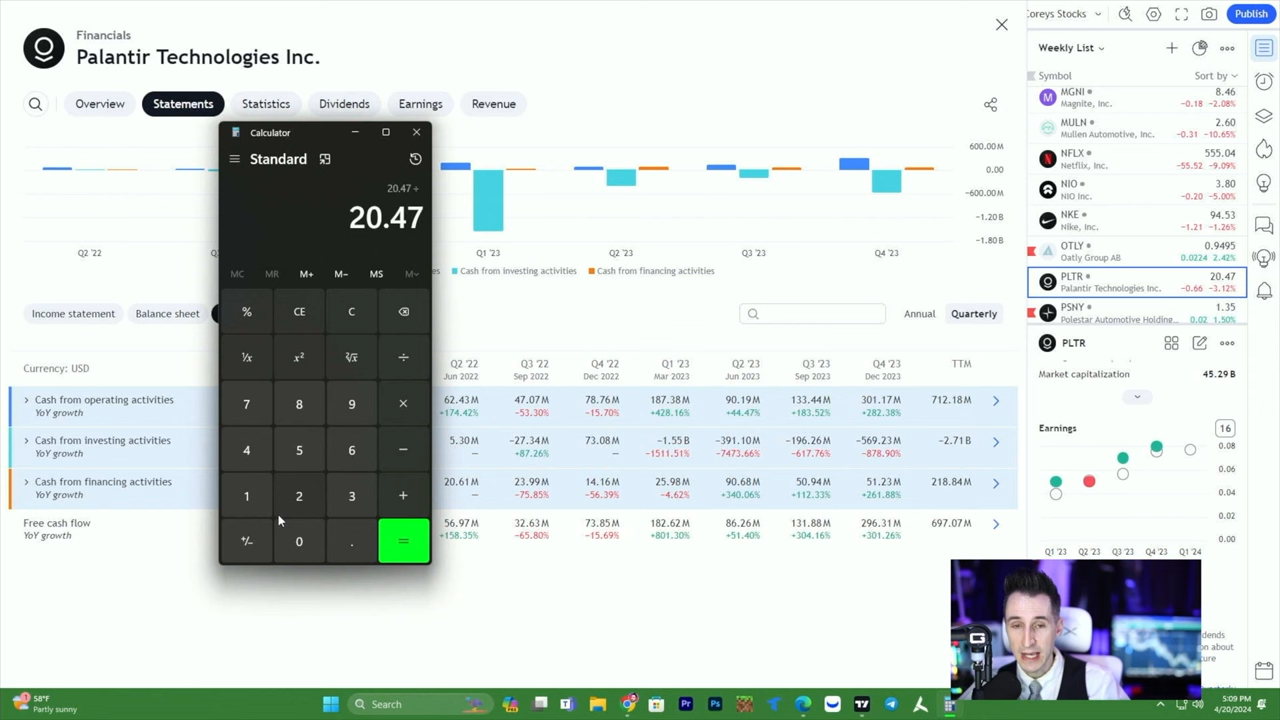 Financials
Palantir Technologies Inc.
Overview
Statements
Statistics
Dividends
Earnings
Revenue
600.00 M
0.00
−600.00 M
−1.20 B
−1.80 B
Q2 '22
Q1 '23
Q2 '23
Q3 '23
Q4 '23
Cash from investing activities
Cash from financing activities
Income statement
Balance sheet
Annual
Quarterly
Currency: USD
Q2 '22 Q3 '22 Q4 '22 Q1 '23 Q2 '23 Q3 '23 Q4 '23 TTM
Jun 2022 Sep 2022 Dec 2022 Mar 2023 Jun 2023 Sep 2023 Dec 2023
Cash from operating activities 62.43 M 47.07 M 78.76 M 187.38 M 90.19 M 133.44 M 301.17 M 712.18 M
YoY growth +174.42% −53.30% −15.70% +428.16% +44.47% +183.52% +282.38%
Cash from investing activities 5.30 M −27.34 M 73.08 M −1.55 B −391.10 M −196.26 M −569.23 M −2.71 B
YoY growth — +87.26% — −1511.51% −7473.66% −617.76% −878.90%
Cash from financing activities 20.61 M 23.99 M 14.16 M 25.98 M 90.68 M 50.94 M 51.23 M 218.84 M
YoY growth — −75.85% −56.39% −4.62% +340.06% +112.33% +261.88%
Free cash flow 56.97 M 32.63 M 73.85 M 182.62 M 86.26 M 131.88 M 296.31 M 697.07 M
YoY growth +158.35% −65.80% −15.69% +801.30% +51.40% +304.16% +301.26%
Calculator
Standard
20.47 ÷
20.47
MC MR M+ M− MS M
% CE C
¹/x x² ²√x ÷
7 8 9 ×
4 5 6 −
1 2 3 +
+/− 0 . =
oreys Stocks
Publish
Weekly List
Symbol
Sort by
MGNI 8.46
Magnite, Inc. −0.18 −2.08%
MULN 2.60
Mullen Automotive, Inc. −0.31 −10.65%
NFLX 555.04
Netflix, Inc. −55.52 −9.09%
NIO 3.80
NIO Inc. −0.20 −5.00%
NKE 94.53
Nike, Inc. −1.21 −1.26%
OTLY 0.9495
Oatly Group AB 0.0224 2.42%
PLTR 20.47
Palantir Technologies Inc. −0.66 −3.12%
PSNY 1.35
Polestar Automotive Holding... 0.02 1.50%
PLTR
Market capitalization 45.29 B
Earnings 16
0.08
0.06
0.04
0.02
0.00
Q1 '23 Q2 '23 Q3 '23 Q4 '23 Q1 '24
G
58°F
Partly sunny
Search
5:09 PM
4/20/2024